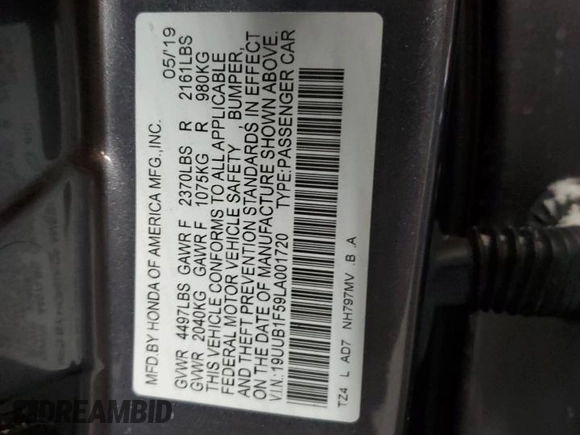 MFD.BY HONDA OF AMERICA MFG.,INC. 05/'19
GVWR 4497LBS GAWR F 2370LBS R 2161LBS
GVWR 2040KG GAWR F 1075KG R 980KG
THIS VEHICLE CONFORMS TO ALL APPLICABLE
FEDERAL MOTOR VEHICLE SAFETY , BUMPER,
AND THEFT PREVENTION STANDARDS IN EFFECT
ON THE DATE OF MANUFACTURE SHOWN ABOVE.
V.I.N.:19UUB1F59LA001720 TYPE:PASSENGER CAR
TZ4 L AD7 NH797MV .B .A
DREAMBID